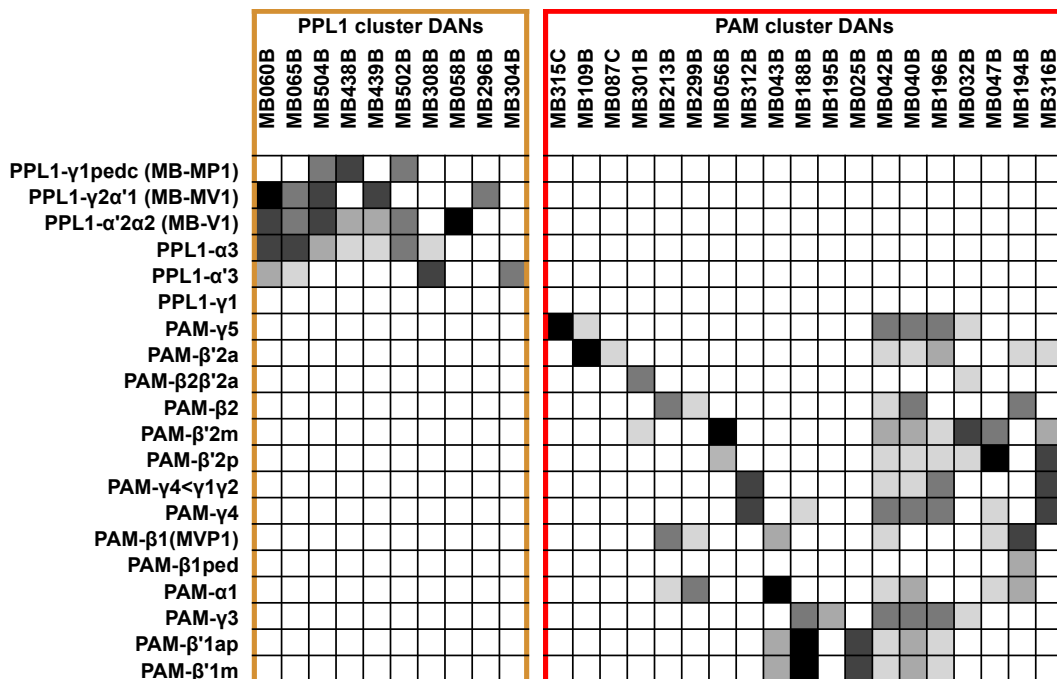 PPL1 cluster DANs
PAM cluster DANs
MB060B
MB065B
MB504B
MB438B
MB439B
MB502B
MB308B
MB058B
MB296B
MB304B
MB315C
MB109B
MB087C
MB301B
MB213B
MB299B
MB056B
MB312B
MB043B
MB188B
MB195B
MB025B
MB042B
MB040B
MB196B
MB032B
MB047B
MB194B
MB316B
PPL1-γ1pedc (MB-MP1)
PPL1-γ2α'1 (MB-MV1)
PPL1-α'2α2 (MB-V1)
PPL1-α3
PPL1-α'3
PPL1-γ1
PAM-γ5
PAM-β'2a
PAM-β2β'2a
PAM-β2
PAM-β'2m
PAM-β'2p
PAM-γ4<γ1γ2
PAM-γ4
PAM-β1(MVP1)
PAM-β1ped
PAM-α1
PAM-γ3
PAM-β'1ap
PAM-β'1m